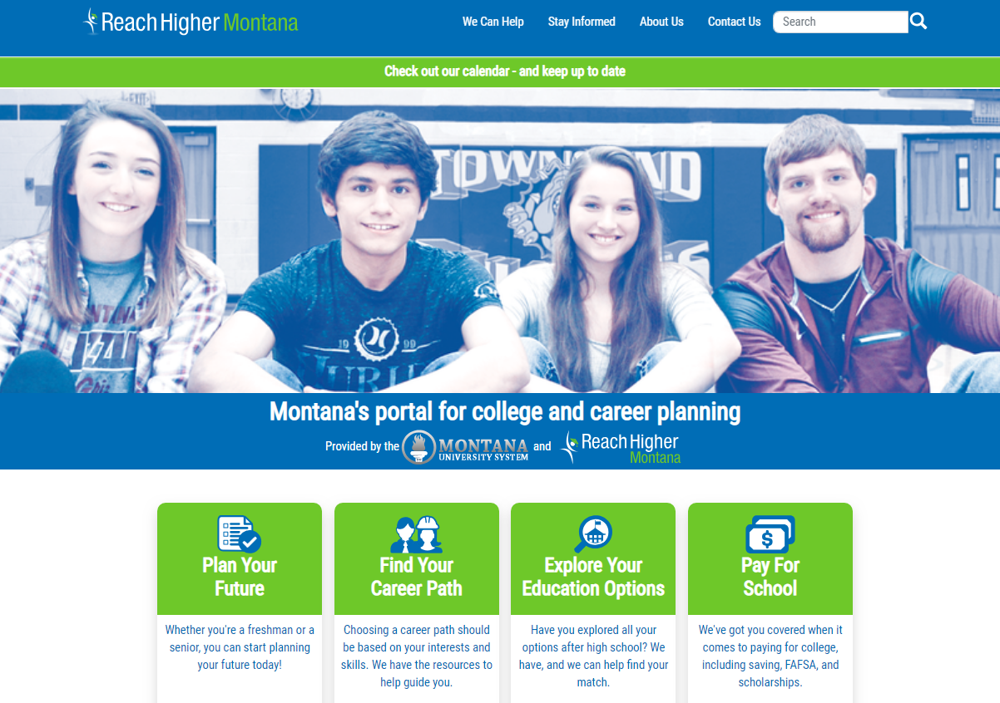 Reach Higher Montana
We Can Help
Stay Informed
About Us
Contact Us
Search
Check out our calendar - and keep up to date
EXIT
TOWNSEND
19 99
Montana's portal for college and career planning
Provided by the MONTANA UNIVERSITY SYSTEM and Reach Higher Montana
Plan Your
Future
Whether you're a freshman or a
senior, you can start planning
your future today!
Find Your
Career Path
Choosing a career path should
be based on your interests and
skills. We have the resources to
help guide you.
Explore Your
Education Options
Have you explored all your
options after high school? We
have, and we can help find your
match.
Pay For
School
We've got you covered when it
comes to paying for college,
including saving, FAFSA, and
scholarships.